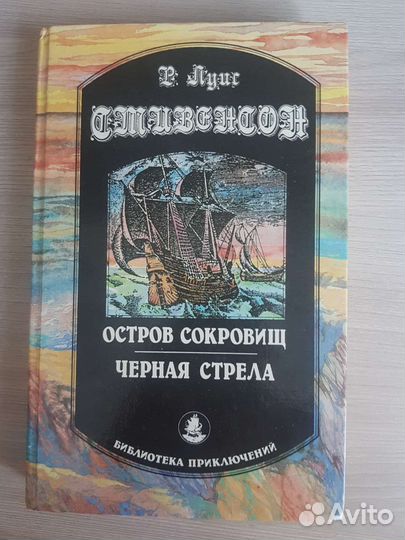 Р. Луис
СТИВЕНСОН
ОСТРОВ СОКРОВИЩ
ЧЕРНАЯ СТРЕЛА
БИБЛИОТЕКА ПРИКЛЮЧЕНИЙ
Avito